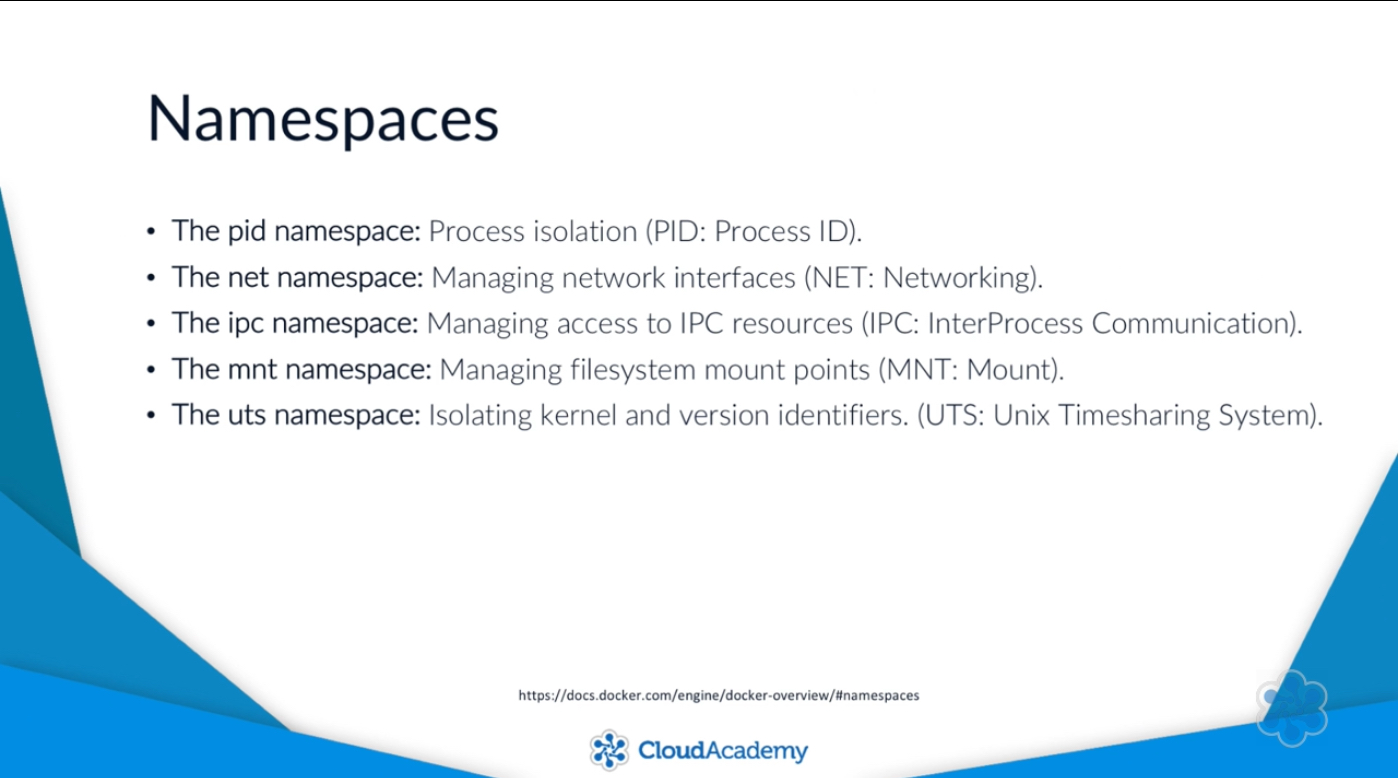 Namespaces
• The pid namespace: Process isolation (PID: Process ID).
• The net namespace: Managing network interfaces (NET: Networking).
• The ipc namespace: Managing access to IPC resources (IPC: InterProcess Communication).
• The mnt namespace: Managing filesystem mount points (MNT: Mount).
• The uts namespace: Isolating kernel and version identifiers. (UTS: Unix Timesharing System).
https://docs.docker.com/engine/docker-overview/#namespaces
CloudAcademy